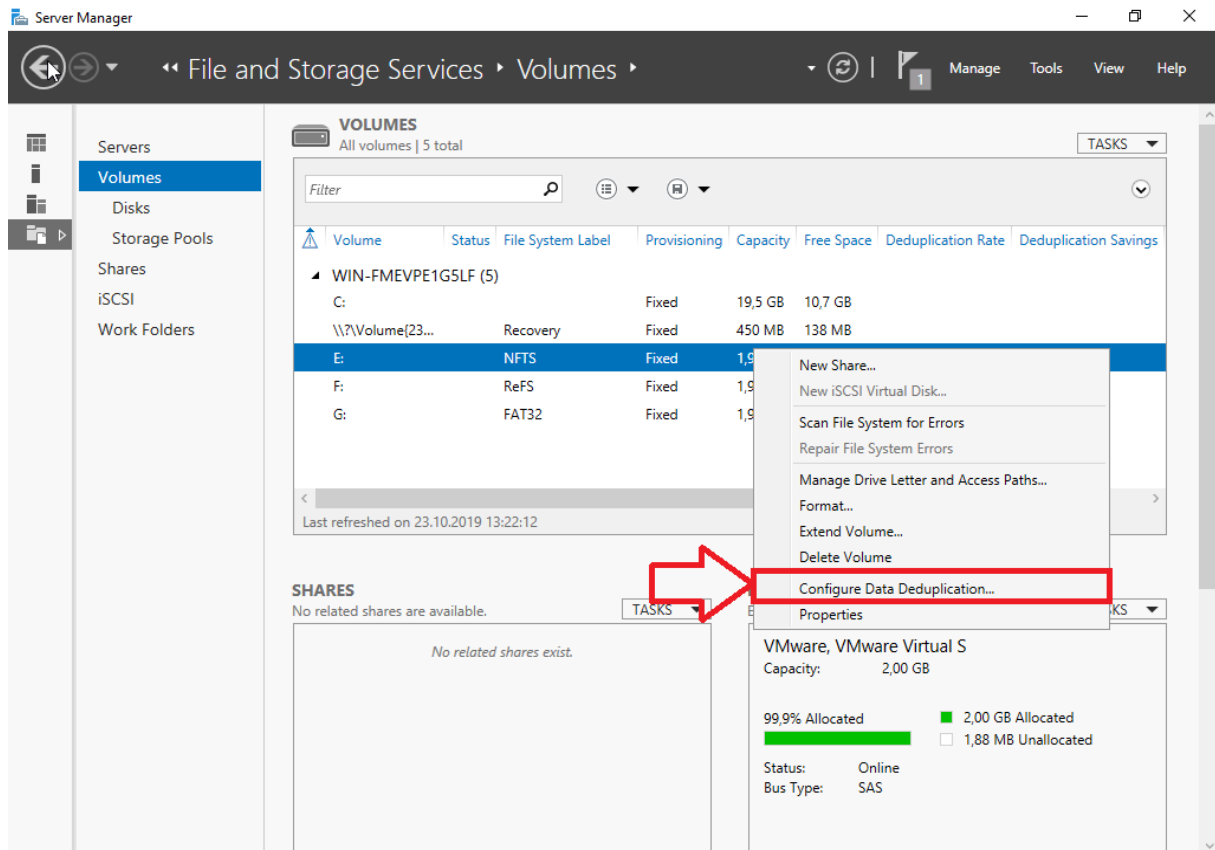 Server Manager
File and Storage Services • Volumes •
1
Manage Tools View Help
Servers
Volumes
Disks
Storage Pools
Shares
iSCSI
Work Folders
VOLUMES
All volumes | 5 total
TASKS
Filter
Volume Status File System Label Provisioning Capacity Free Space Deduplication Rate Deduplication Savings
WIN-FMEVPE1G5LF (5)
C: Fixed 19,5 GB 10,7 GB
\\?\Volume{23... Recovery Fixed 450 MB 138 MB
E: NFTS Fixed 1,9
F: ReFS Fixed 1,9
G: FAT32 Fixed 1,9
Last refreshed on 23.10.2019 13:22:12
New Share...
New iSCSI Virtual Disk...
Scan File System for Errors
Repair File System Errors
Manage Drive Letter and Access Paths...
Format...
Extend Volume...
Delete Volume
Configure Data Deduplication...
Properties
SHARES
No related shares are available.
TASKS
No related shares exist.
VMware, VMware Virtual S
Capacity: 2,00 GB
99,9% Allocated
2,00 GB Allocated
1,88 MB Unallocated
Status: Online
Bus Type: SAS